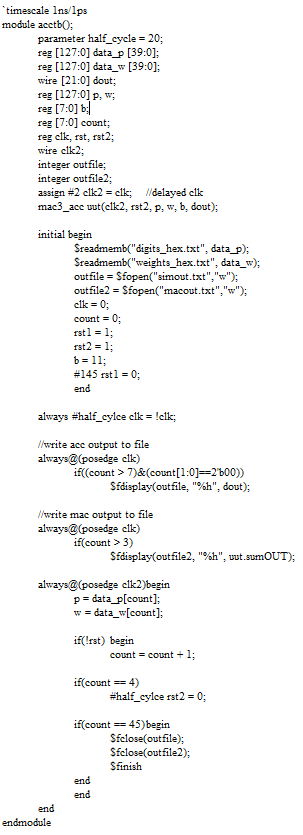 `timescale 1ns/1ps
module acctb();
parameter half_cycle = 20;
reg [127:0] data_p [39:0];
reg [127:0] data_w [39:0];
wire [21:0] dout;
reg [127:0] p, w;
reg [7:0] b;
reg [7:0] count;
reg clk, rst, rst2;
wire clk2;
integer outfile;
integer outfile2;
assign #2 clk2 = clk; //delayed clk
mac3_acc uut(clk2, rst2, p, w, b, dout);
initial begin
$readmemb("digits_hex.txt", data_p);
$readmemb("weights_hex.txt", data_w);
outfile = $fopen("simout.txt","w");
outfile2 = $fopen("macout.txt","w");
clk = 0;
count = 0;
rst1 = 1;
rst2 = 1;
b = 11;
#145 rst1 = 0;
end
always #half_cylce clk = !clk;
//write acc output to file
always@(posedge clk)
if((count > 7)&(count[1:0]==2'b00))
$fdisplay(outfile, "%h", dout);
//write mac output to file
always@(posedge clk)
if(count > 3)
$fdisplay(outfile2, "%h", uut.sumOUT);
always@(posedge clk2)begin
p = data_p[count];
w = data_w[count];
if(!rst) begin
count = count + 1;
if(count == 4)
#half_cylce rst2 = 0;
if(count == 45)begin
$fclose(outfile);
$fclose(outfile2);
$finish
end
end
end
endmodule